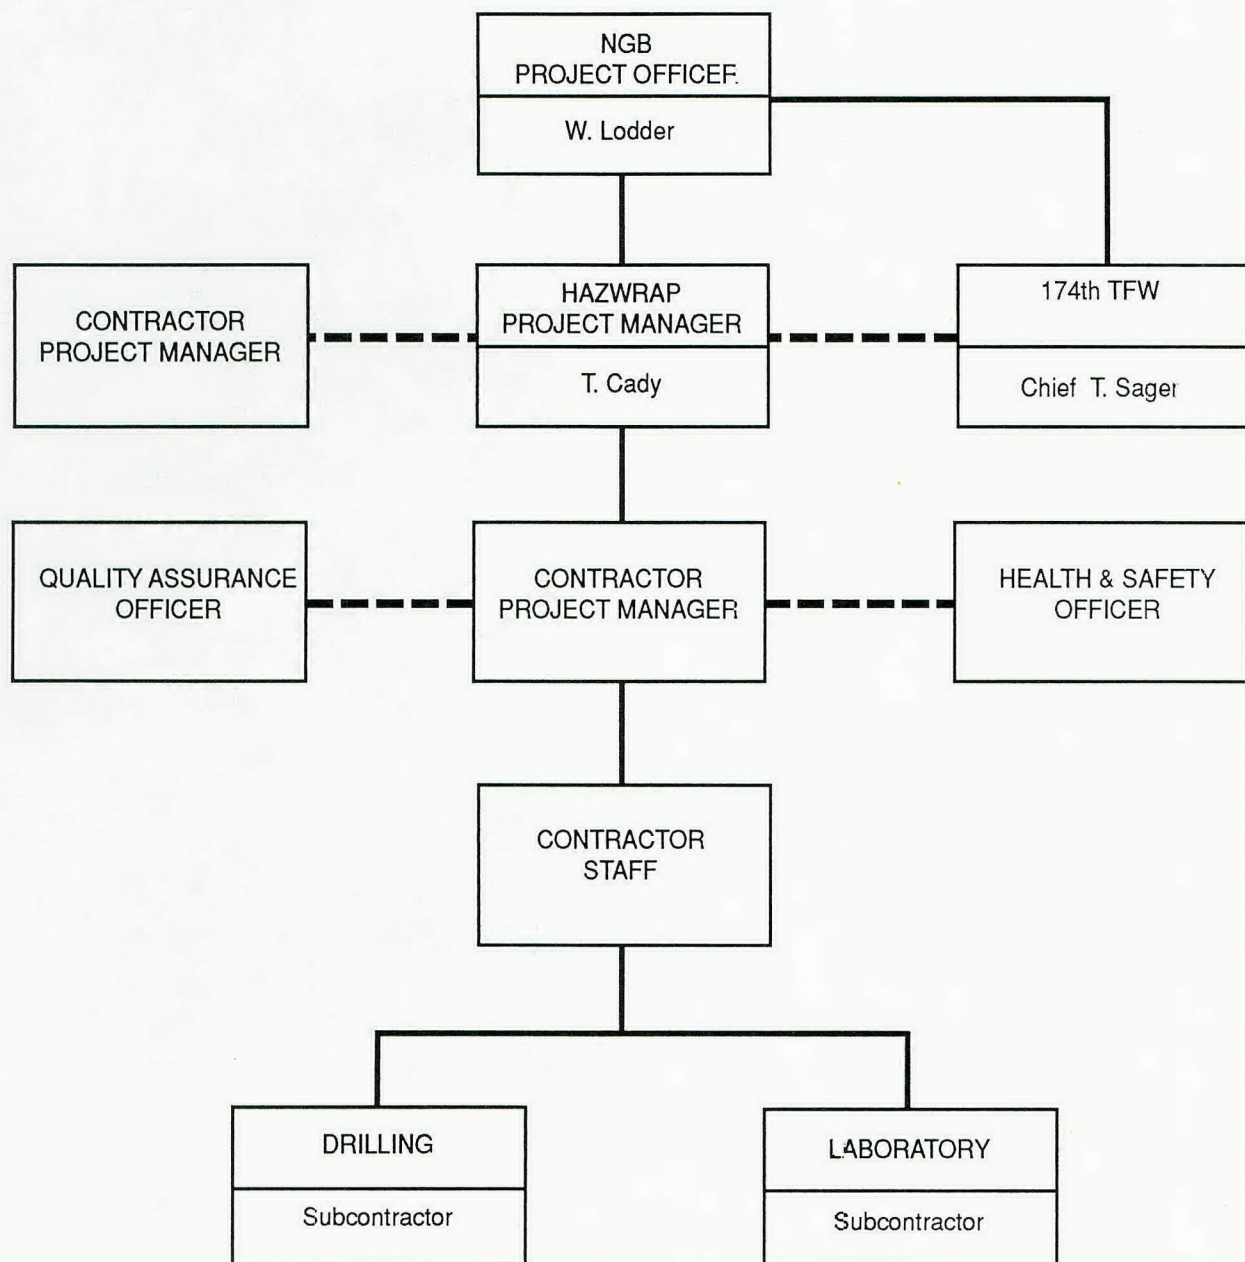 NGB
PROJECT OFFICER
W. Lodder
CONTRACTOR
PROJECT MANAGER
HAZWRAP
PROJECT MANAGER
T. Cady
174th TFW
Chief T. Sager
QUALITY ASSURANCE
OFFICER
CONTRACTOR
PROJECT MANAGER
HEALTH & SAFETY
OFFICER
CONTRACTOR
STAFF
DRILLING
Subcontractor
LABORATORY
Subcontractor